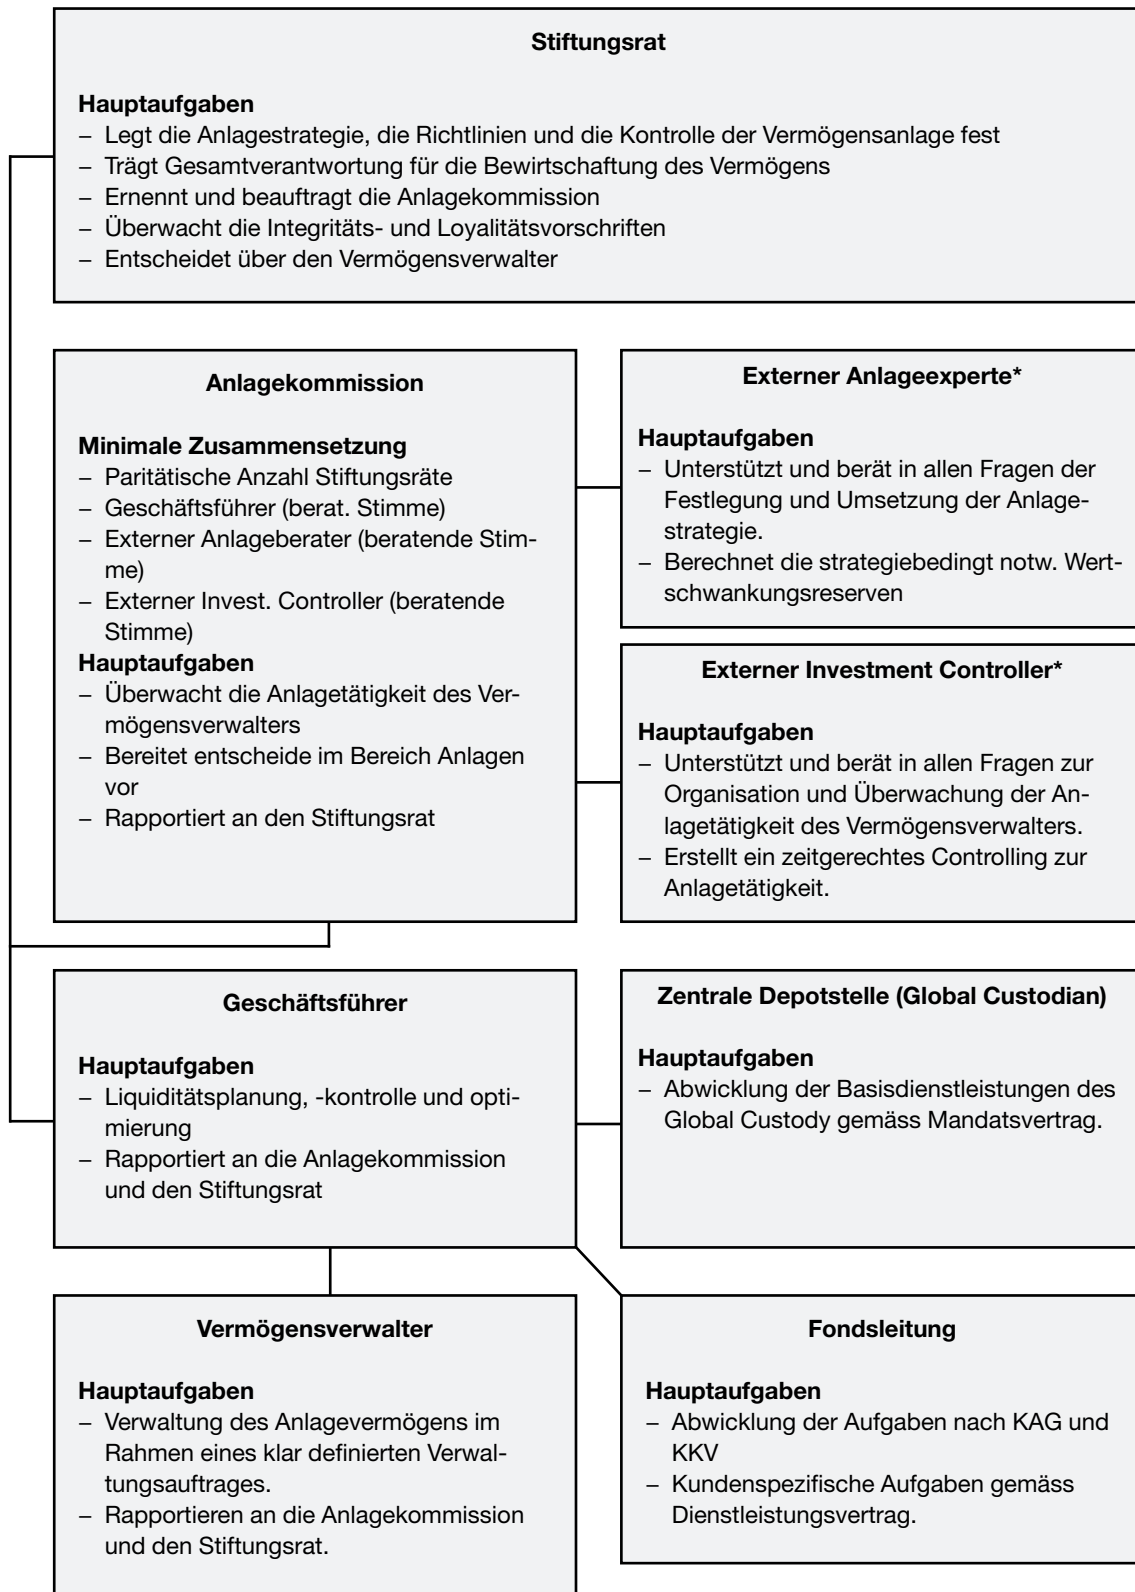 Stiftungsrat
Hauptaufgaben
– Legt die Anlagestrategie, die Richtlinien und die Kontrolle der Vermögensanlage fest
– Trägt Gesamtverantwortung für die Bewirtschaftung des Vermögens
– Ernennt und beauftragt die Anlagekommission
– Überwacht die Integritäts- und Loyalitätsvorschriften
– Entscheidet über den Vermögensverwalter
Anlagekommission
Minimale Zusammensetzung
– Paritätische Anzahl Stiftungsräte
– Geschäftsführer (berat. Stimme)
– Externer Anlageberater (beratende Stim-
me)
– Externer Invest. Controller (beratende
Stimme)
Hauptaufgaben
– Überwacht die Anlagetätigkeit des Ver-
mögensverwalters
– Bereitet entscheide im Bereich Anlagen
vor
– Rapportiert an den Stiftungsrat
Externer Anlageexperte*
Hauptaufgaben
– Unterstützt und berät in allen Fragen der
Festlegung und Umsetzung der Anlage-
strategie.
– Berechnet die strategiebedingt notw. Wert-
schwankungsreserven
Externer Investment Controller*
Hauptaufgaben
– Unterstützt und berät in allen Fragen zur
Organisation und Überwachung der An-
lagetätigkeit des Vermögensverwalters.
– Erstellt ein zeitgerechtes Controlling zur
Anlagetätigkeit.
Geschäftsführer
Hauptaufgaben
– Liquiditätsplanung, -kontrolle und opti-
mierung
– Rapportiert an die Anlagekommission
und den Stiftungsrat
Zentrale Depotstelle (Global Custodian)
Hauptaufgaben
– Abwicklung der Basisdienstleistungen des
Global Custody gemäss Mandatsvertrag.
Vermögensverwalter
Hauptaufgaben
– Verwaltung des Anlagevermögens im
Rahmen eines klar definierten Verwal-
tungsauftrages.
– Rapportieren an die Anlagekommission
und den Stiftungsrat.
Fondsleitung
Hauptaufgaben
– Abwicklung der Aufgaben nach KAG und
KKV
– Kundenspezifische Aufgaben gemäss
Dienstleistungsvertrag.